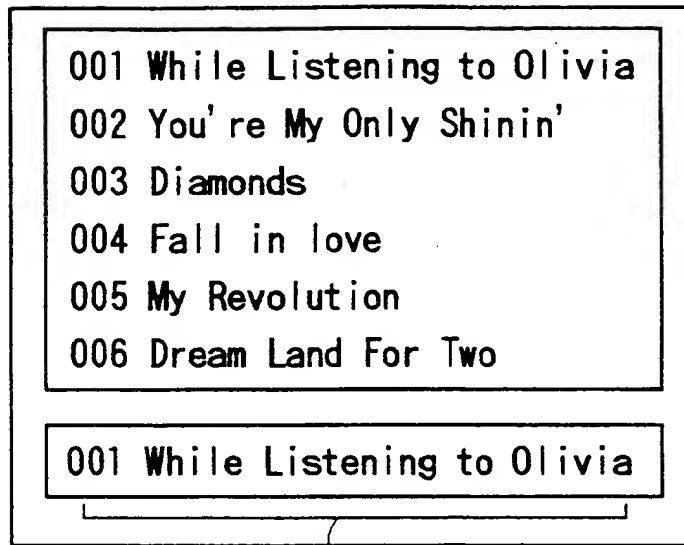 001 While Listening to Olivia
002 You're My Only Shinin'
003 Diamonds
004 Fall in love
005 My Revolution
006 Dream Land For Two
001 While Listening to Olivia